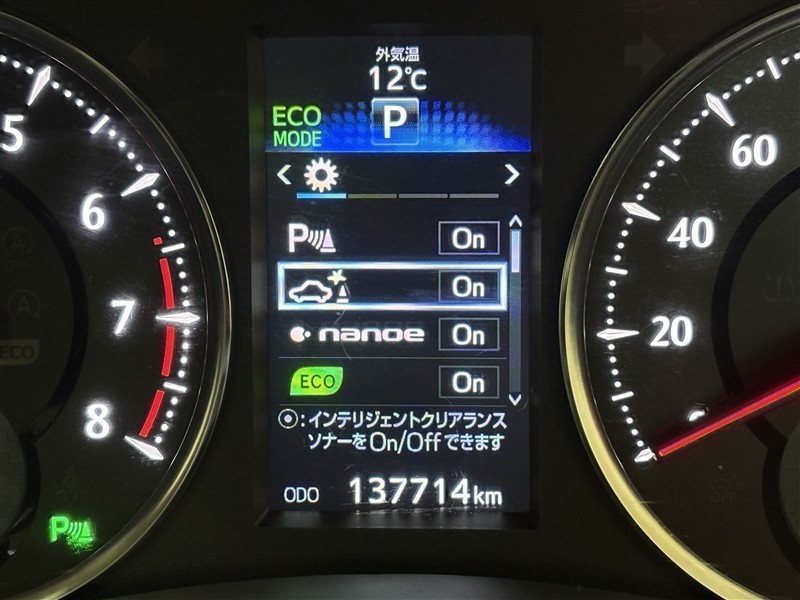 外気温
12℃
ECO
MODE
P
P
On
On
nanoe
On
ECO
On
:インテリジェントクリアランス
ソナーをOn/Offできます
ODO
137714km
5
6
7
8
60
40
20
P
ECO
OFF